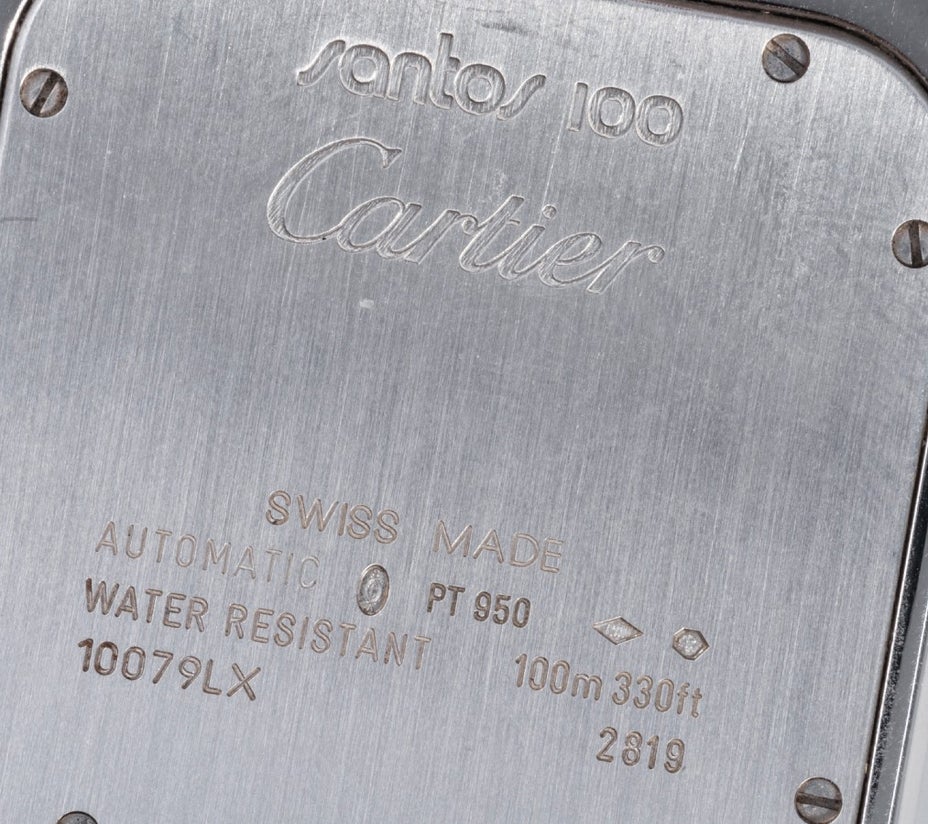 santos 100
Cartier
SWISS MADE
AUTOMATIC PT 950
WATER RESISTANT 100m 330ft
10079LX 2819